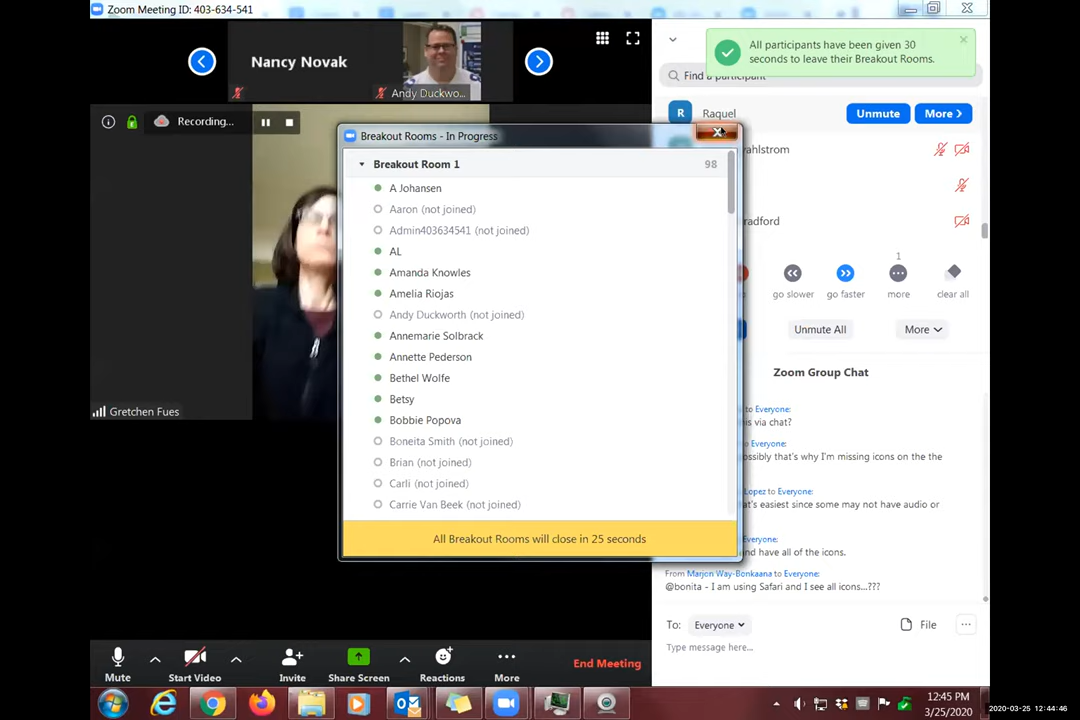 Zoom Meeting ID: 403-634-541
Nancy Novak
Andy Duckwo...
All participants have been given 30
seconds to leave their Breakout Rooms.
Find a participant
R
Raquel
Unmute
More
Recording...
Breakout Rooms - In Progress
Breakout Room 1
98
A Johansen
Aaron (not joined)
Admin403634541 (not joined)
AL
Amanda Knowles
Amelia Riojas
Andy Duckworth (not joined)
Annemarie Solbrack
Annette Pederson
Bethel Wolfe
Betsy
Bobbie Popova
Boneita Smith (not joined)
Brian (not joined)
Carli (not joined)
Carrie Van Beek (not joined)
All Breakout Rooms will close in 25 seconds
Gretchen Fues
vahlstrom
radford
1
go slower
go faster
more
clear all
Unmute All
More
Zoom Group Chat
to Everyone:
is via chat?
Everyone:
ossibly that's why I'm missing icons on the the
Lopez to Everyone:
at's easiest since some may not have audio or
Everyone:
and have all of the icons.
From Marjon Way-Bonkaana to Everyone:
@bonita - I am using Safari and I see all icons...???
To:
Everyone
File
Type message here...
Mute
Start Video
Invite
Share Screen
Reactions
More
End Meeting
12:45 PM
3/25/2020
2020-03-25 12:44:46